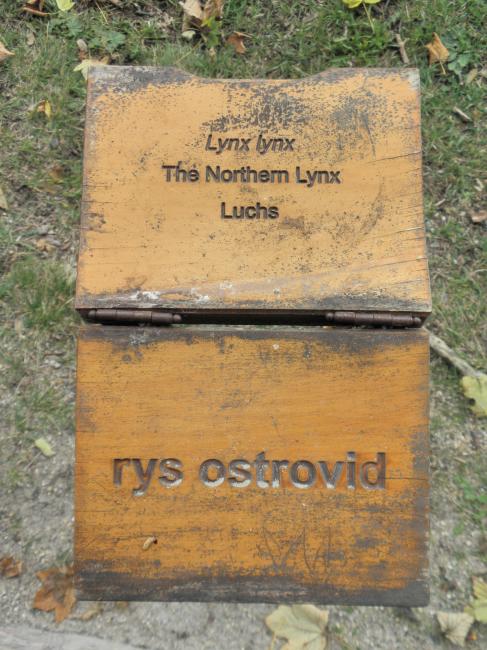 Lynx lynx
The Northern Lynx
Luchs
rys ostrovid